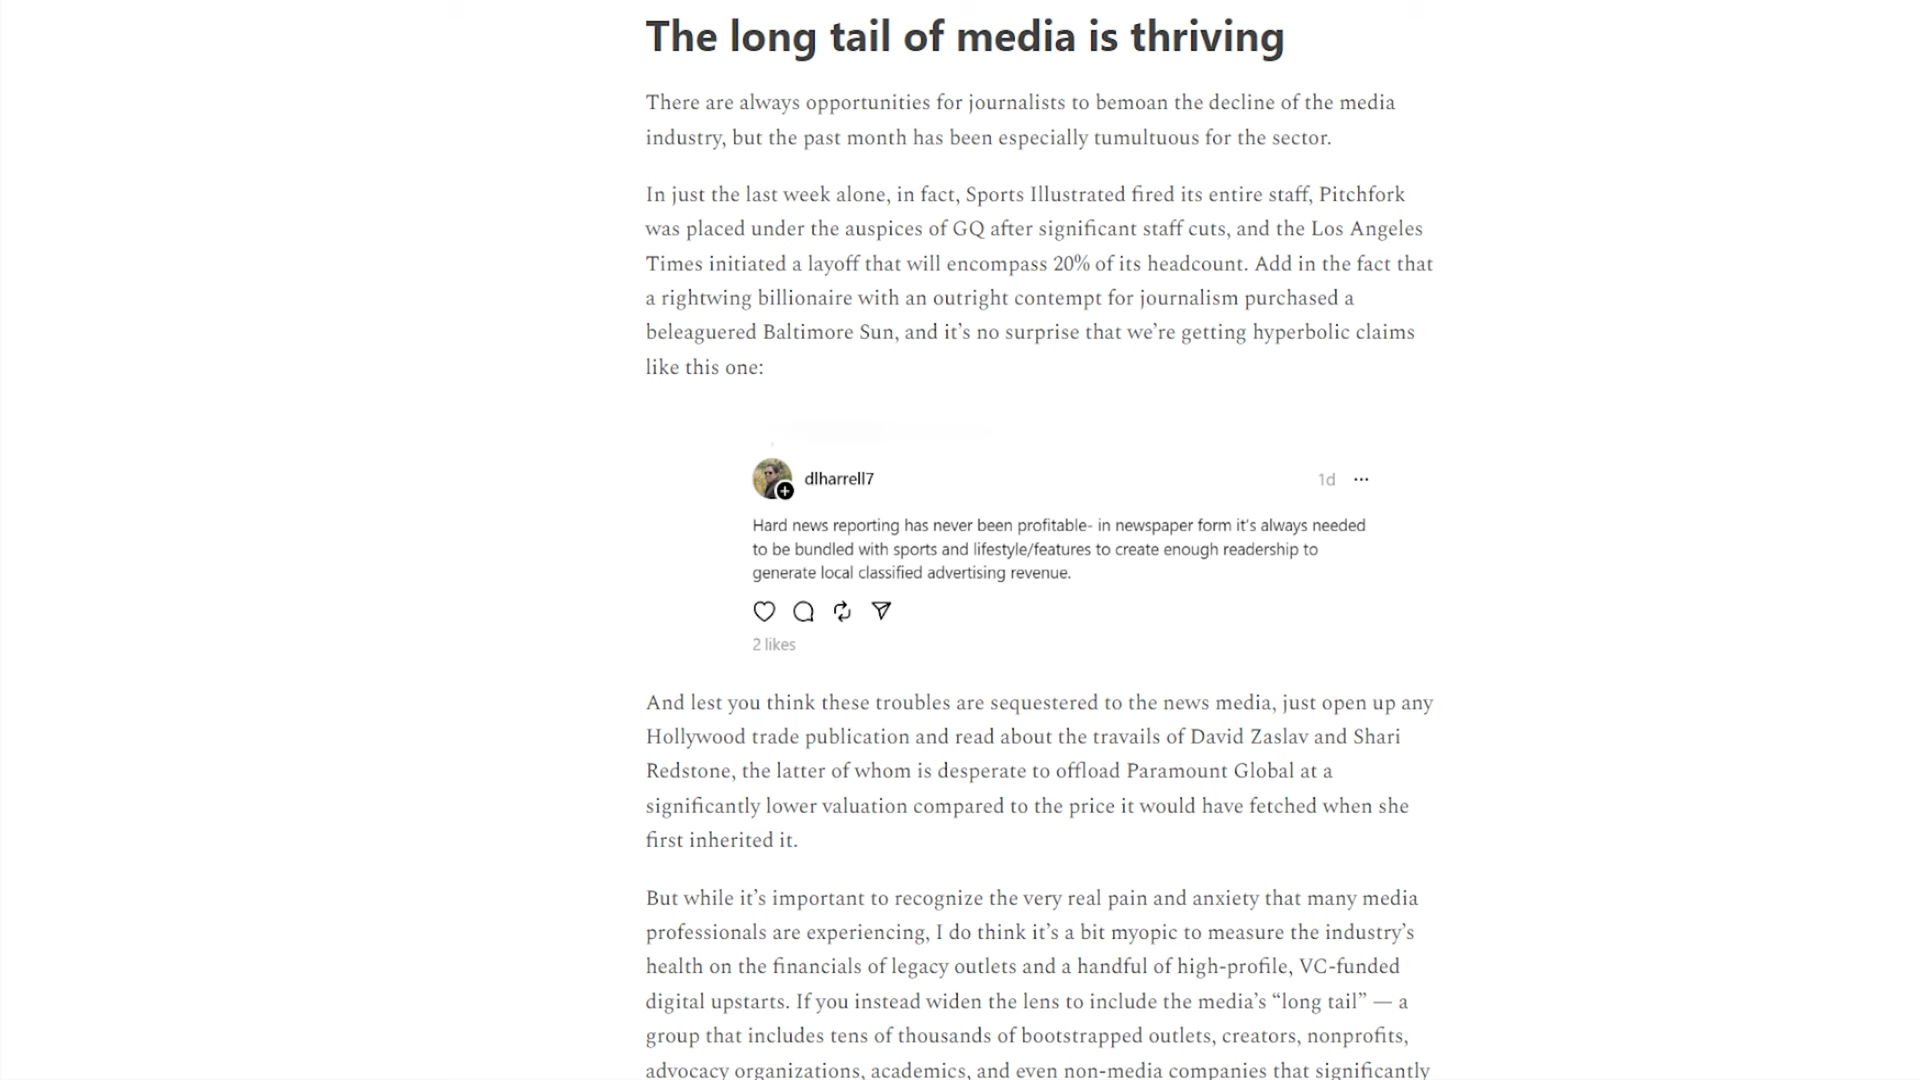 The long tail of media is thriving
There are always opportunities for journalists to bemoan the decline of the media
industry, but the past month has been especially tumultuous for the sector.
In just the last week alone, in fact, Sports Illustrated fired its entire staff, Pitchfork
was placed under the auspices of GQ after significant staff cuts, and the Los Angeles
Times initiated a layoff that will encompass 20% of its headcount. Add in the fact that
a rightwing billionaire with an outright contempt for journalism purchased a
beleaguered Baltimore Sun, and it’s no surprise that we’re getting hyperbolic claims
like this one:
dlharrell7 1d ...
Hard news reporting has never been profitable- in newspaper form it's always needed
to be bundled with sports and lifestyle/features to create enough readership to
generate local classified advertising revenue.
2 likes
And lest you think these troubles are sequestered to the news media, just open up any
Hollywood trade publication and read about the travails of David Zaslav and Shari
Redstone, the latter of whom is desperate to offload Paramount Global at a
significantly lower valuation compared to the price it would have fetched when she
first inherited it.
But while it’s important to recognize the very real pain and anxiety that many media
professionals are experiencing, I do think it’s a bit myopic to measure the industry’s
health on the financials of legacy outlets and a handful of high-profile, VC-funded
digital upstarts. If you instead widen the lens to include the media’s “long tail” — a
group that includes tens of thousands of bootstrapped outlets, creators, nonprofits,
advocacy organizations, academics, and even non-media companies that significantly